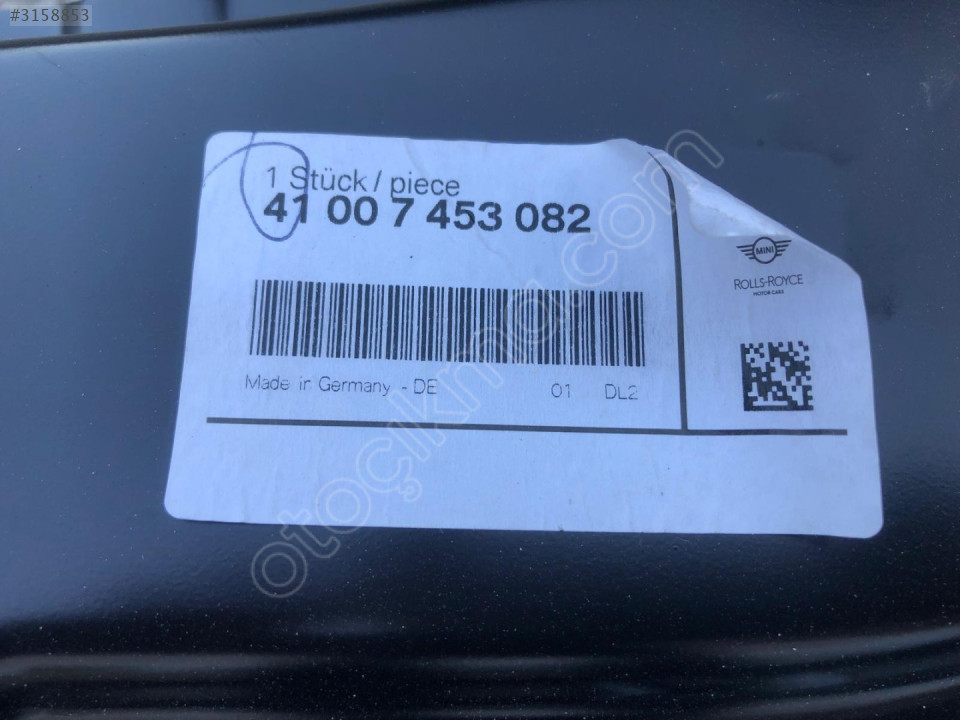 #3158853
1 Stück / piece
41 00 7 453 082
MINI
ROLLS-ROYCE
MOTOR CARS
Made in Germany - DE 01 DL2
otoçıkma.com